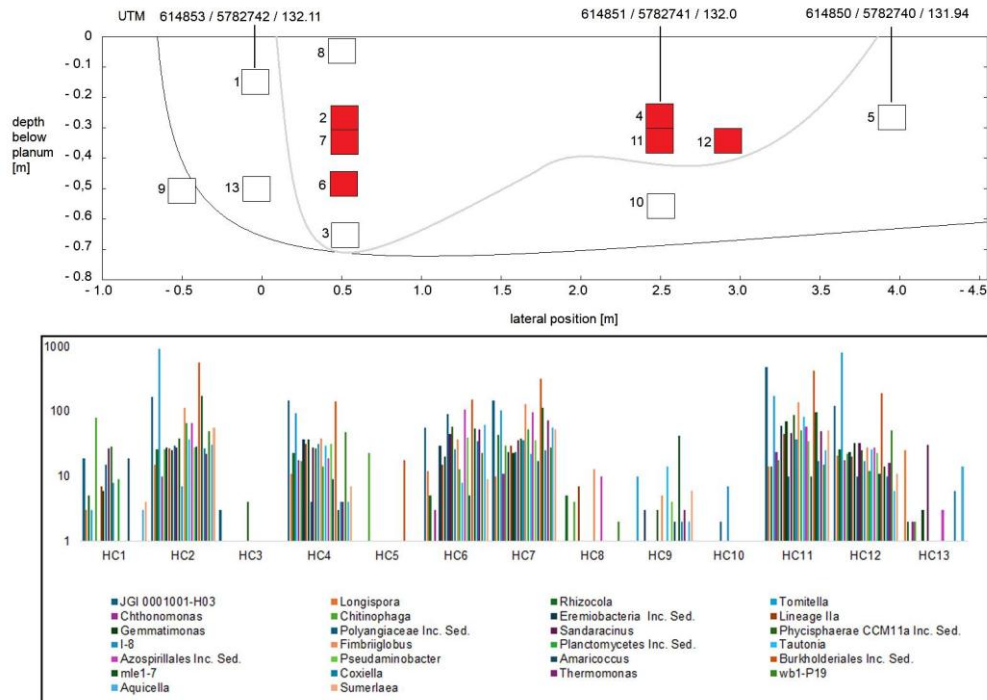 UTM 614853 / 5782742 / 132.11 614851 / 5782741 / 132.0 614850 / 5782740 / 131.94
0
- 0.1
- 0.2
- 0.3
- 0.4
- 0.5
- 0.6
- 0.7
- 0.8
depth
below
planum
[m]
8
1
2
4
5
7
11
12
6
9
13
10
3
- 1.0 - 0.5 0 0.5 1.0 1.5 2.0 2.5 3.0 3.5 4.0 - 4.5
lateral position [m]
1000
100
10
1
HC1 HC2 HC3 HC4 HC5 HC6 HC7 HC8 HC9 HC10 HC11 HC12 HC13
JGI 0001001-H03 Longispora Rhizocola Tomitella
Chthonomonas Chitinophaga Eremiobacteria Inc. Sed. Lineage IIa
Gemmatimonas Polyangiaceae Inc. Sed. Sandaracinus Phycisphaerae CCM11a Inc. Sed.
I-8 Fimbriiglobus Planctomycetes Inc. Sed. Tautonia
Azospirillales Inc. Sed. Pseudaminobacter Amaricoccus Burkholderiales Inc. Sed.
mle1-7 Coxiella Thermomonas wb1-P19
Aquicella Sumerlaea